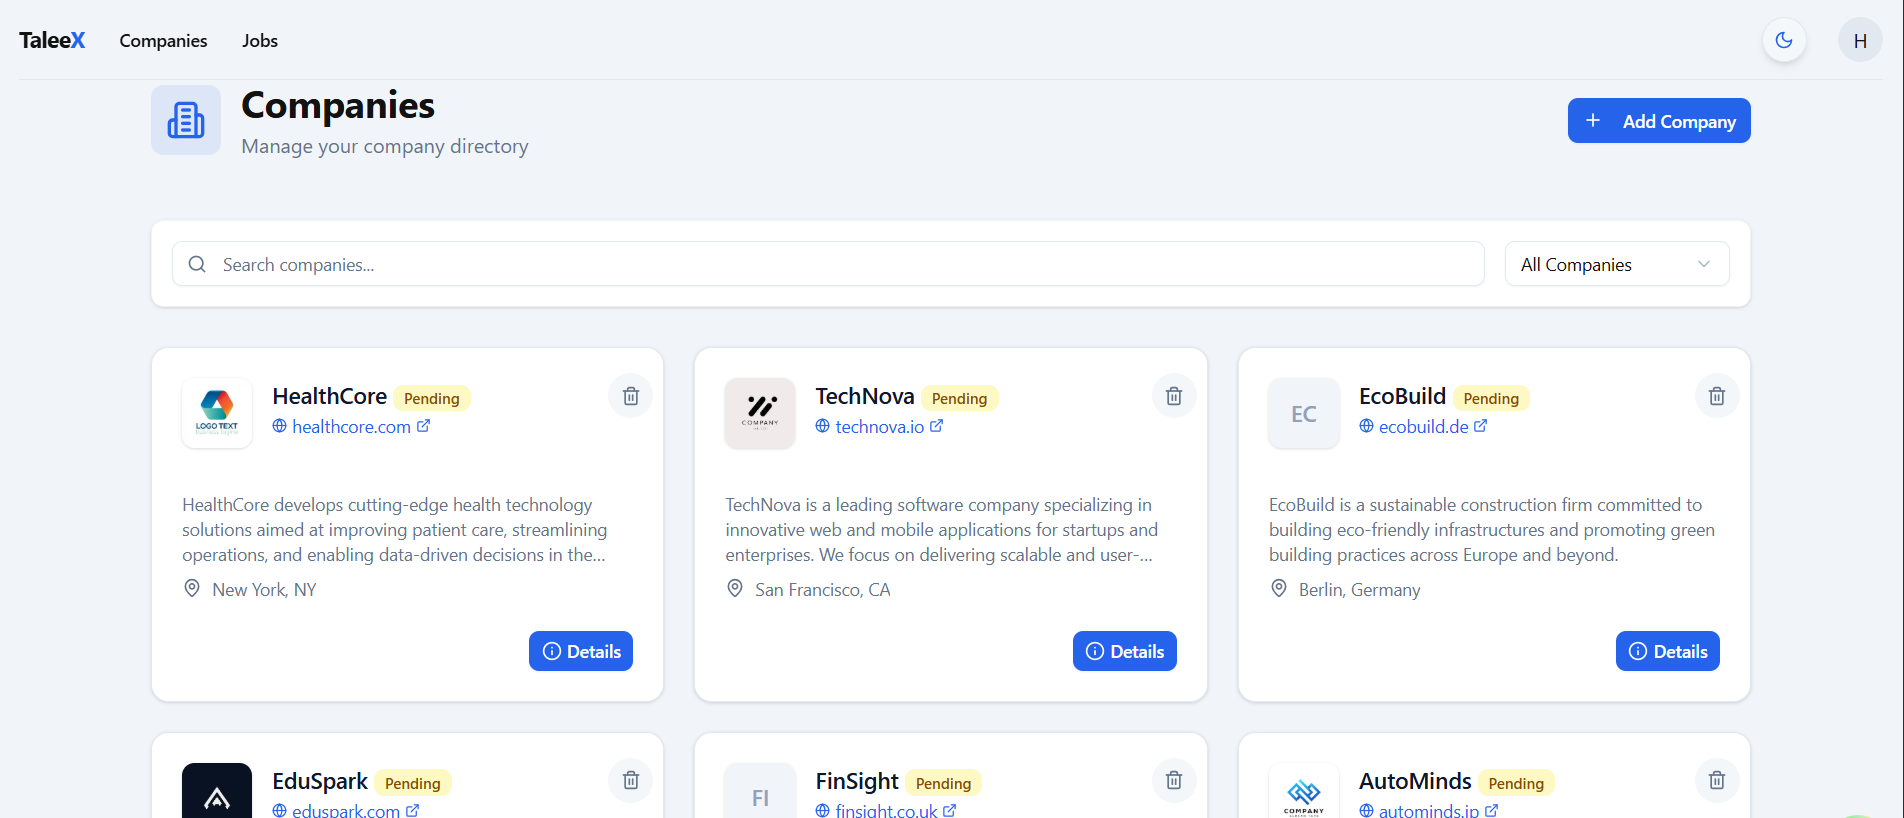 TaleeX Companies Jobs H
Companies
Manage your company directory
Add Company
Search companies...
All Companies
LOGO TEXT
HealthCore Pending
healthcore.com
HealthCore develops cutting-edge health technology
solutions aimed at improving patient care, streamlining
operations, and enabling data-driven decisions in the...
New York, NY
Details
COMPANY
TechNova Pending
technova.io
TechNova is a leading software company specializing in
innovative web and mobile applications for startups and
enterprises. We focus on delivering scalable and user-...
San Francisco, CA
Details
EC
EcoBuild Pending
ecobuild.de
EcoBuild is a sustainable construction firm committed to
building eco-friendly infrastructures and promoting green
building practices across Europe and beyond.
Berlin, Germany
Details
EduSpark Pending
eduspark.com
FI
FinSight Pending
finsight.co.uk
COMPANY
AutoMinds Pending
autominds.jp